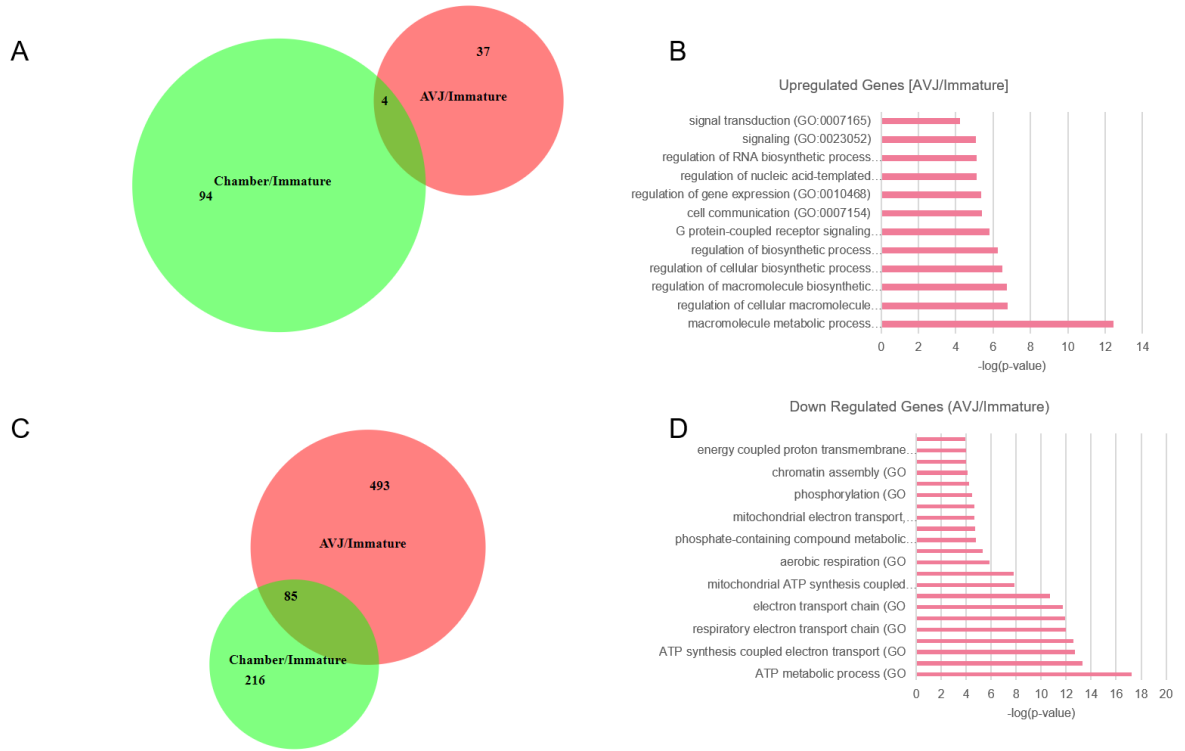 A
37
AVJ/Immature
4
Chamber/Immature
94
B
Upregulated Genes [AVJ/Immature]
signal transduction (GO:0007165)
signaling (GO:0023052)
regulation of RNA biosynthetic process…
regulation of nucleic acid-templated…
regulation of gene expression (GO:0010468)
cell communication (GO:0007154)
G protein-coupled receptor signaling…
regulation of biosynthetic process…
regulation of cellular biosynthetic process…
regulation of macromolecule biosynthetic…
regulation of cellular macromolecule…
macromolecule metabolic process…
0 2 4 6 8 10 12 14
-log(p-value)
C
493
AVJ/Immature
85
Chamber/Immature
216
D
Down Regulated Genes (AVJ/Immature)
energy coupled proton transmembrane…
chromatin assembly (GO
phosphorylation (GO
mitochondrial electron transport,…
phosphate-containing compound metabolic…
aerobic respiration (GO
mitochondrial ATP synthesis coupled…
electron transport chain (GO
respiratory electron transport chain (GO
ATP synthesis coupled electron transport (GO
ATP metabolic process (GO
0 2 4 6 8 10 12 14 16 18 20
-log(p-value)